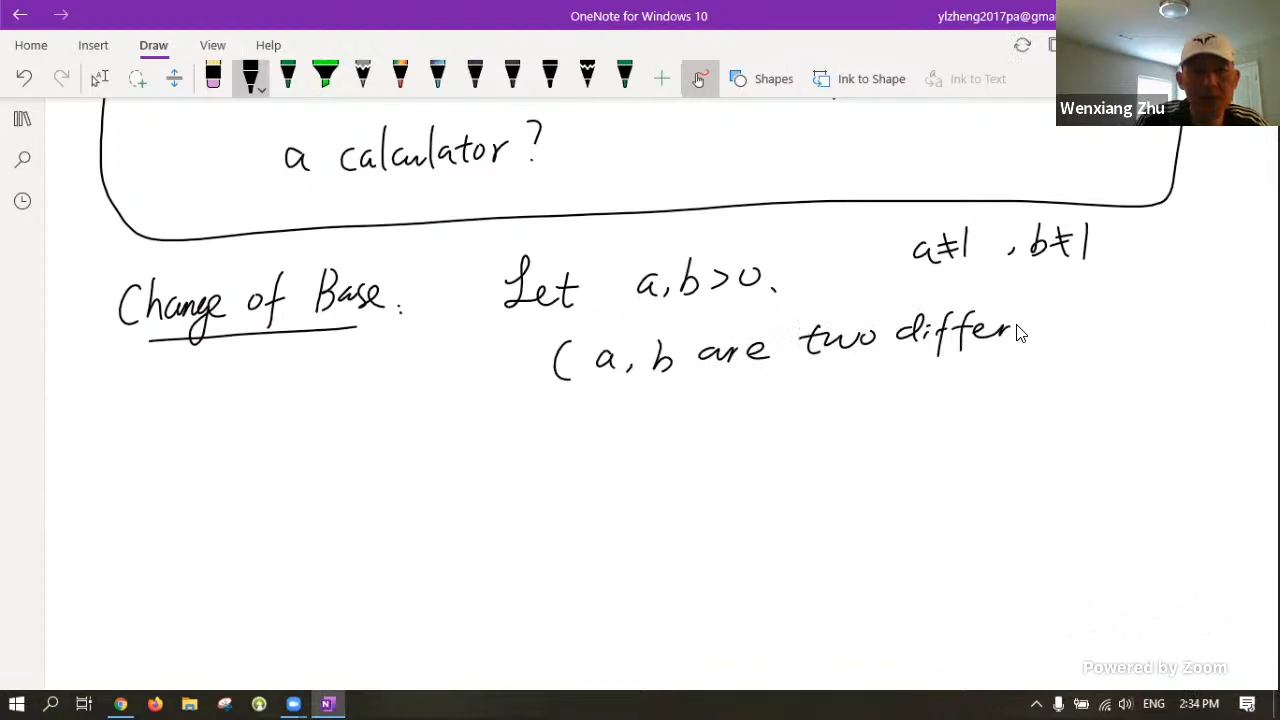 OneNote for Windows 10
ylzheng2017pa@gma
Home Insert Draw View Help
Shapes Ink to Shape Ink to Text
Wenxiang Zhu
a calculator?
a≠1 , b≠1
Change of Base: Let a, b > 0.
( a, b are two differ
Powered by Zoom
ENG 2:34 PM